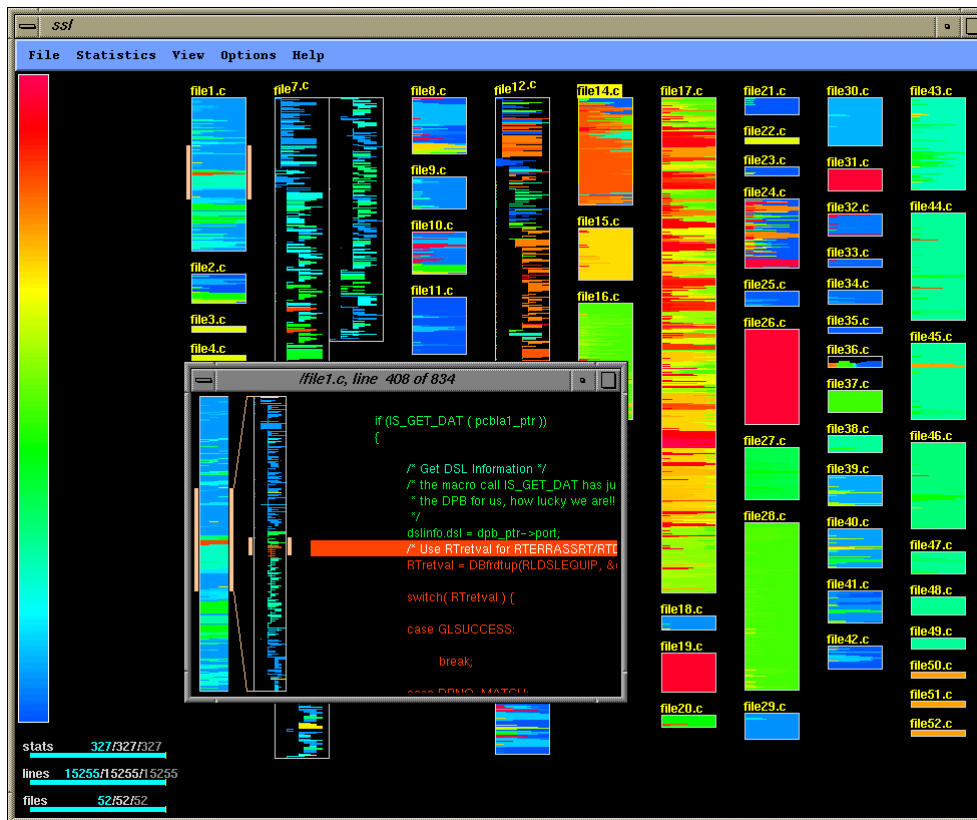 ssl
File Statistics View Options Help
file1.c
file2.c
file3.c
file4.c
file7.c
file8.c
file9.c
file10.c
file11.c
file12.c
file14.c
file15.c
file16.c
file17.c
file18.c
file19.c
file20.c
file21.c
file22.c
file23.c
file24.c
file25.c
file26.c
file27.c
file28.c
file29.c
file30.c
file31.c
file32.c
file33.c
file34.c
file35.c
file36.c
file37.c
file38.c
file39.c
file40.c
file41.c
file42.c
file43.c
file44.c
file45.c
file46.c
file47.c
file48.c
file49.c
file50.c
file51.c
file52.c
/file1.c, line 408 of 834
if (IS_GET_DAT ( pcbla1_ptr ))
{
/* Get DSL Information */
/* the macro call IS_GET_DAT has ju
* the DPB for us, how lucky we are!!
*/
dslinfo.dsl = dpb_ptr->port;
/* Use RTretval for RTERRASSRT/RTD
RTretval = DBfrdtup(RLDSLEQUIP, &
switch( RTretval ) {
case GLSUCCESS:
break;
stats 327/327/327
lines 15255/15255/15255
files 52/52/52